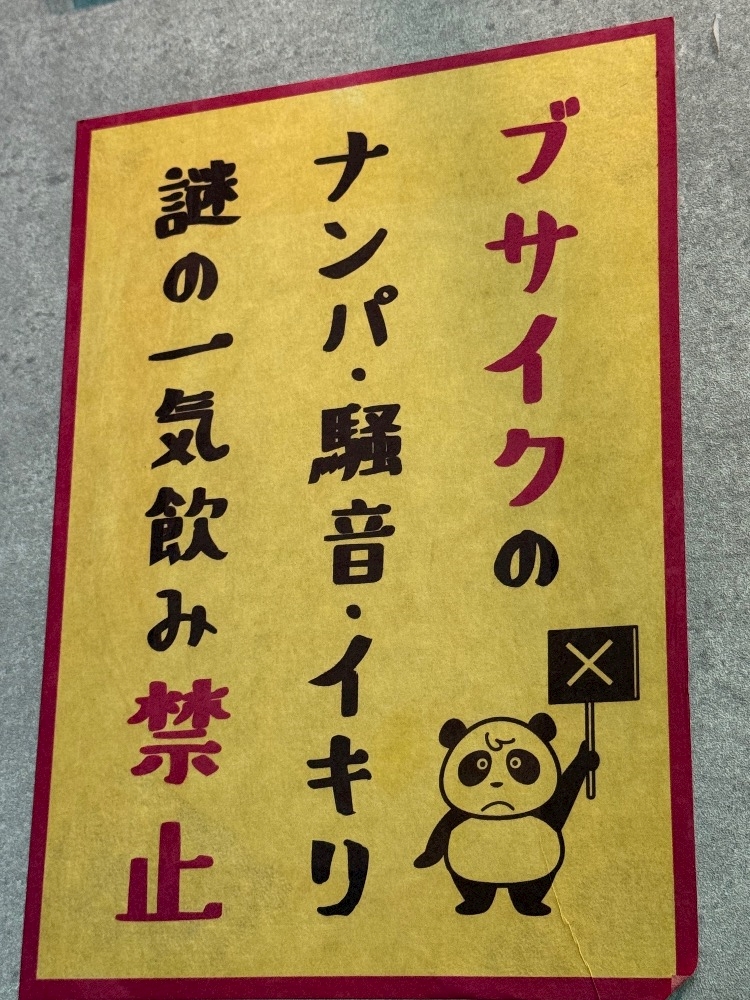 ブサイクの
ナンパ・騒音・イキリ
謎の一気飲み禁止